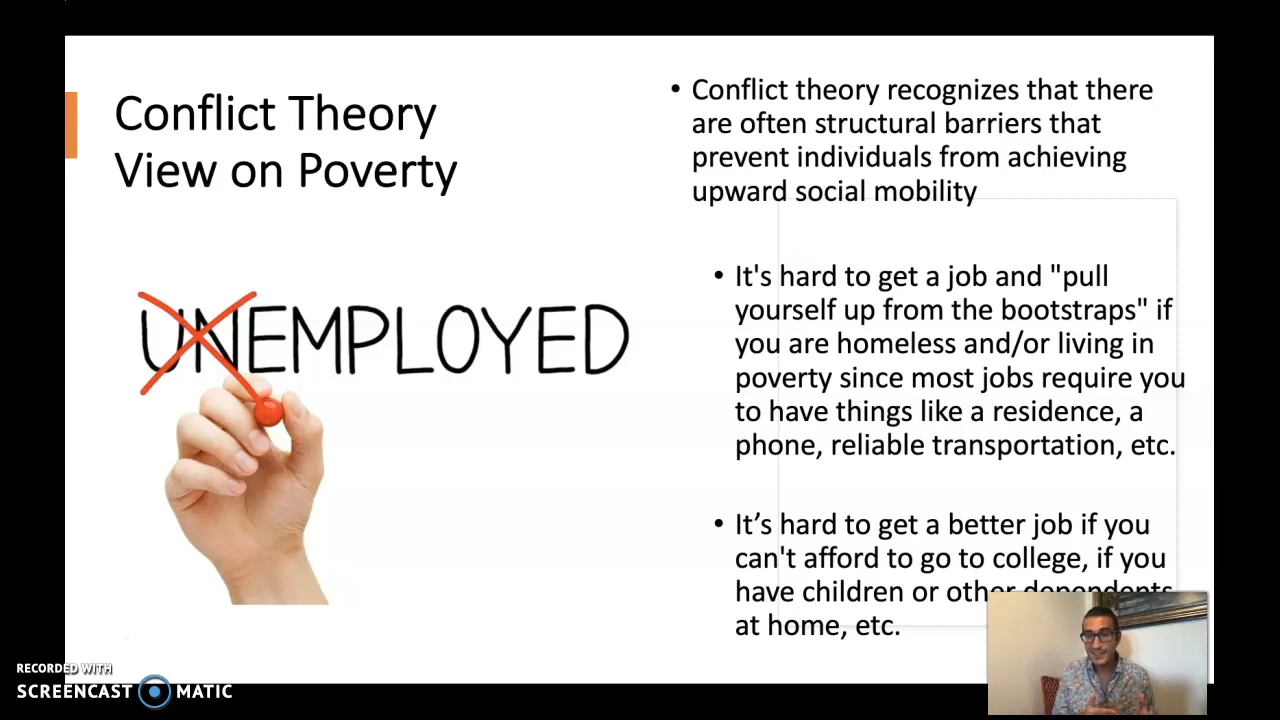 Conflict Theory
View on Poverty
UNEMPLOYED
• Conflict theory recognizes that there
are often structural barriers that
prevent individuals from achieving
upward social mobility
• It's hard to get a job and "pull
yourself up from the bootstraps" if
you are homeless and/or living in
poverty since most jobs require you
to have things like a residence, a
phone, reliable transportation, etc.
• It’s hard to get a better job if you
can't afford to go to college, if you
have children or other dependents
at home, etc.
RECORDED WITH
SCREENCAST MATIC